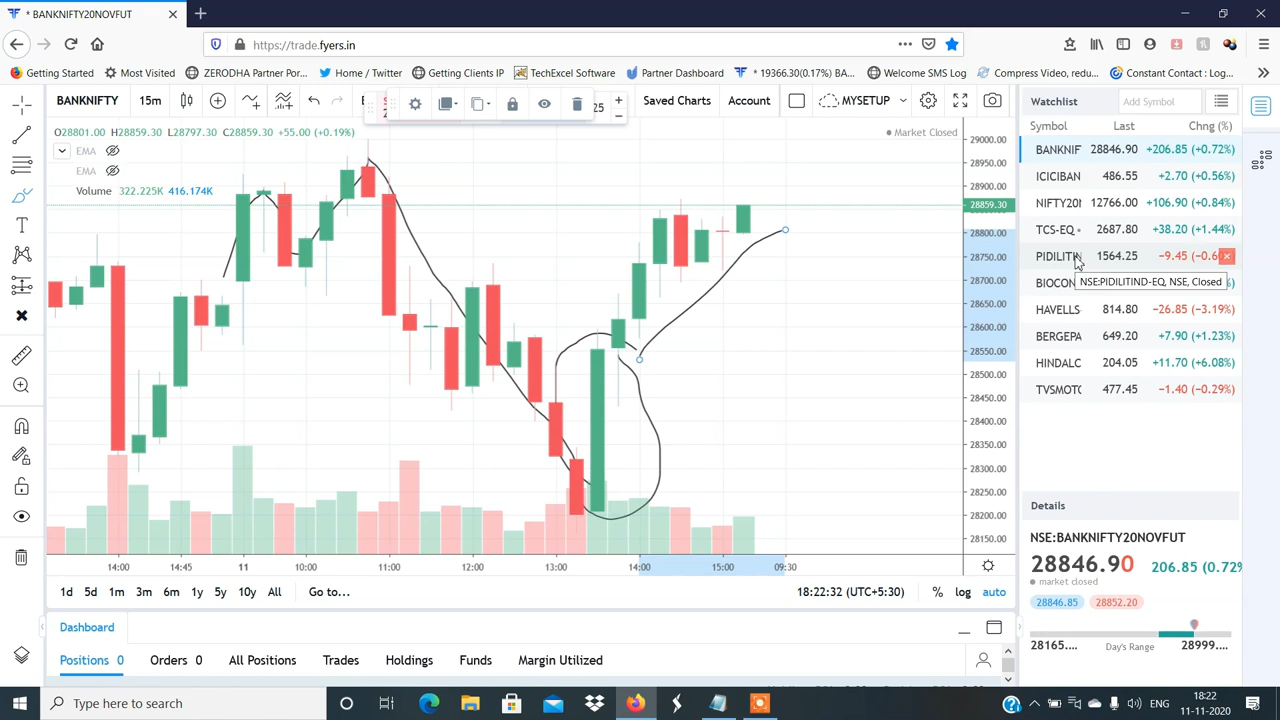 * BANKNIFTY20NOVFUT
https://trade.fyers.in
Getting Started Most Visited ZERODHA Partner Por... Home / Twitter Getting Clients IP TechExcel Software Partner Dashboard * 19366.30(0.17%) BA... Welcome SMS Log Compress Video, redu... Constant Contact : Log...
BANKNIFTY 15m 25 Saved Charts Account MYSETUP
Watchlist Add Symbol
O28801.00 H28859.30 L28797.30 C28859.30 +55.00 (+0.19%) Market Closed
EMA
EMA
Volume 322.225K 416.174K
29000.00
28950.00
28900.00
28859.30
28800.00
28750.00
28700.00
28650.00
28600.00
28550.00
28500.00
28450.00
28400.00
28350.00
28300.00
28250.00
28200.00
28150.00
14:00 14:45 11 10:00 11:00 12:00 13:00 14:00 15:00 09:30
1d 5d 1m 3m 6m 1y 5y 10y All Go to... 18:22:32 (UTC+5:30) % log auto
Dashboard
Positions 0 Orders 0 All Positions Trades Holdings Funds Margin Utilized
Symbol Last Chng (%)
BANKNIF 28846.90 +206.85 (+0.72%)
ICICIBAN 486.55 +2.70 (+0.56%)
NIFTY20 12766.00 +106.90 (+0.84%)
TCS-EQ 2687.80 +38.20 (+1.44%)
PIDILITI 1564.25 −9.45 (−0.60
NSE:PIDILITIND-EQ, NSE, Closed
BIOCON
HAVELLS 814.80 −26.85 (−3.19%)
BERGEPA 649.20 +7.90 (+1.23%)
HINDALC 204.05 +11.70 (+6.08%)
TVSMOT 477.45 −1.40 (−0.29%)
Details
NSE:BANKNIFTY20NOVFUT
28846.90 206.85 (0.72%
market closed
28846.85 28852.20
28165.... Day's Range 28999....
Type here to search
ENG
18:22
11-11-2020